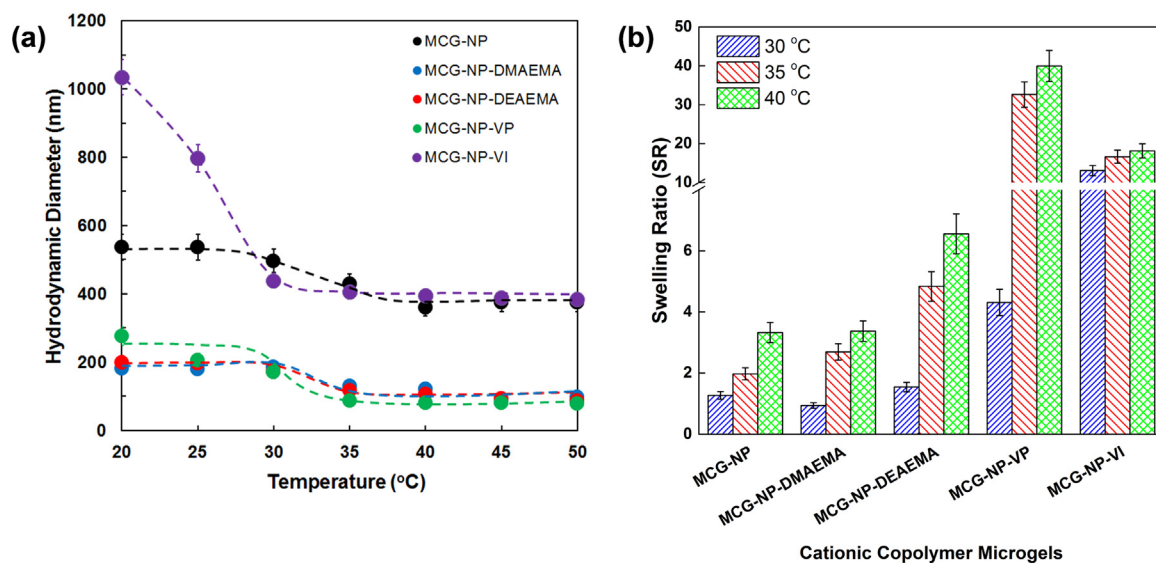 (a)
1200
1000
800
600
400
200
0
Hydrodynamic Diameter (nm)
20 25 30 35 40 45 50
Temperature (°C)
MCG-NP
MCG-NP-DMAEMA
MCG-NP-DEAEMA
MCG-NP-VP
MCG-NP-VI
(b)
50
40
30
20
10
6
4
2
0
Swelling Ratio (SR)
30 °C
35 °C
40 °C
MCG-NP
MCG-NP-DMAEMA
MCG-NP-DEAEMA
MCG-NP-VP
MCG-NP-VI
Cationic Copolymer Microgels